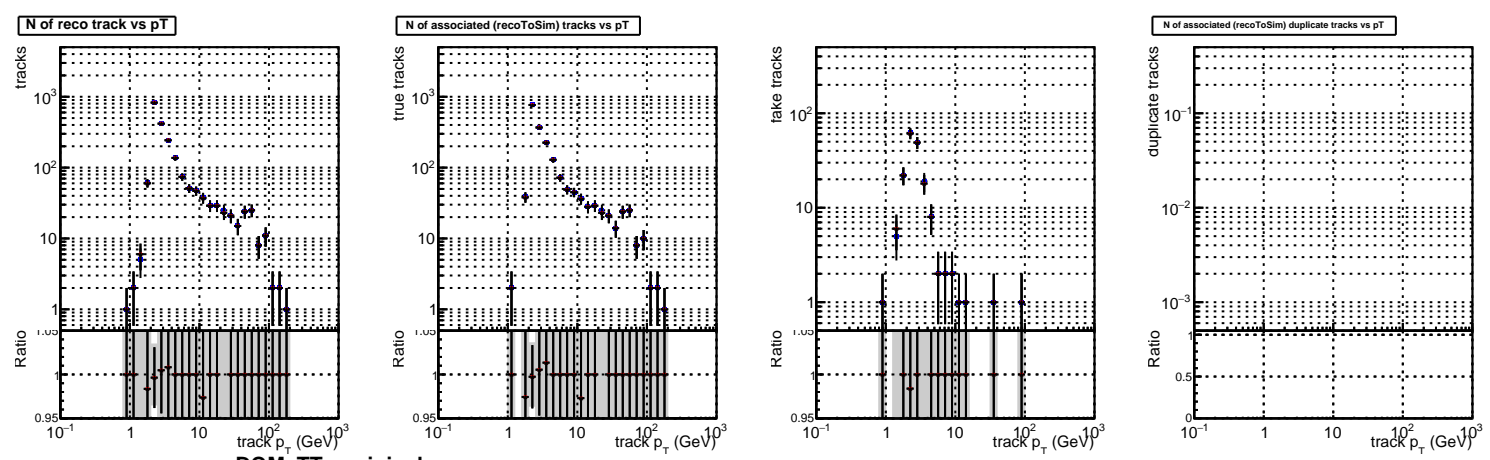 N of reco track vs pT
N of associated (recoToSim) tracks vs pT
N of associated (recoToSim) duplicate tracks vs pT
tracks
10³
10²
10
1
Ratio
1.05
1
0.95
10⁻¹ 1 10 10² 10³
track p_T (GeV)
true tracks
10³
10²
10
1
Ratio
1.05
1
0.95
10⁻¹ 1 10 10² 10³
track p_T (GeV)
fake tracks
10²
10
1
Ratio
1.05
1
0.95
10⁻¹ 1 10 10² 10³
track p_T (GeV)
duplicate tracks
10⁻¹
10⁻²
10⁻³
Ratio
1
0.5
0
10⁻¹ 1 10 10² 10³
track p_T (GeV)